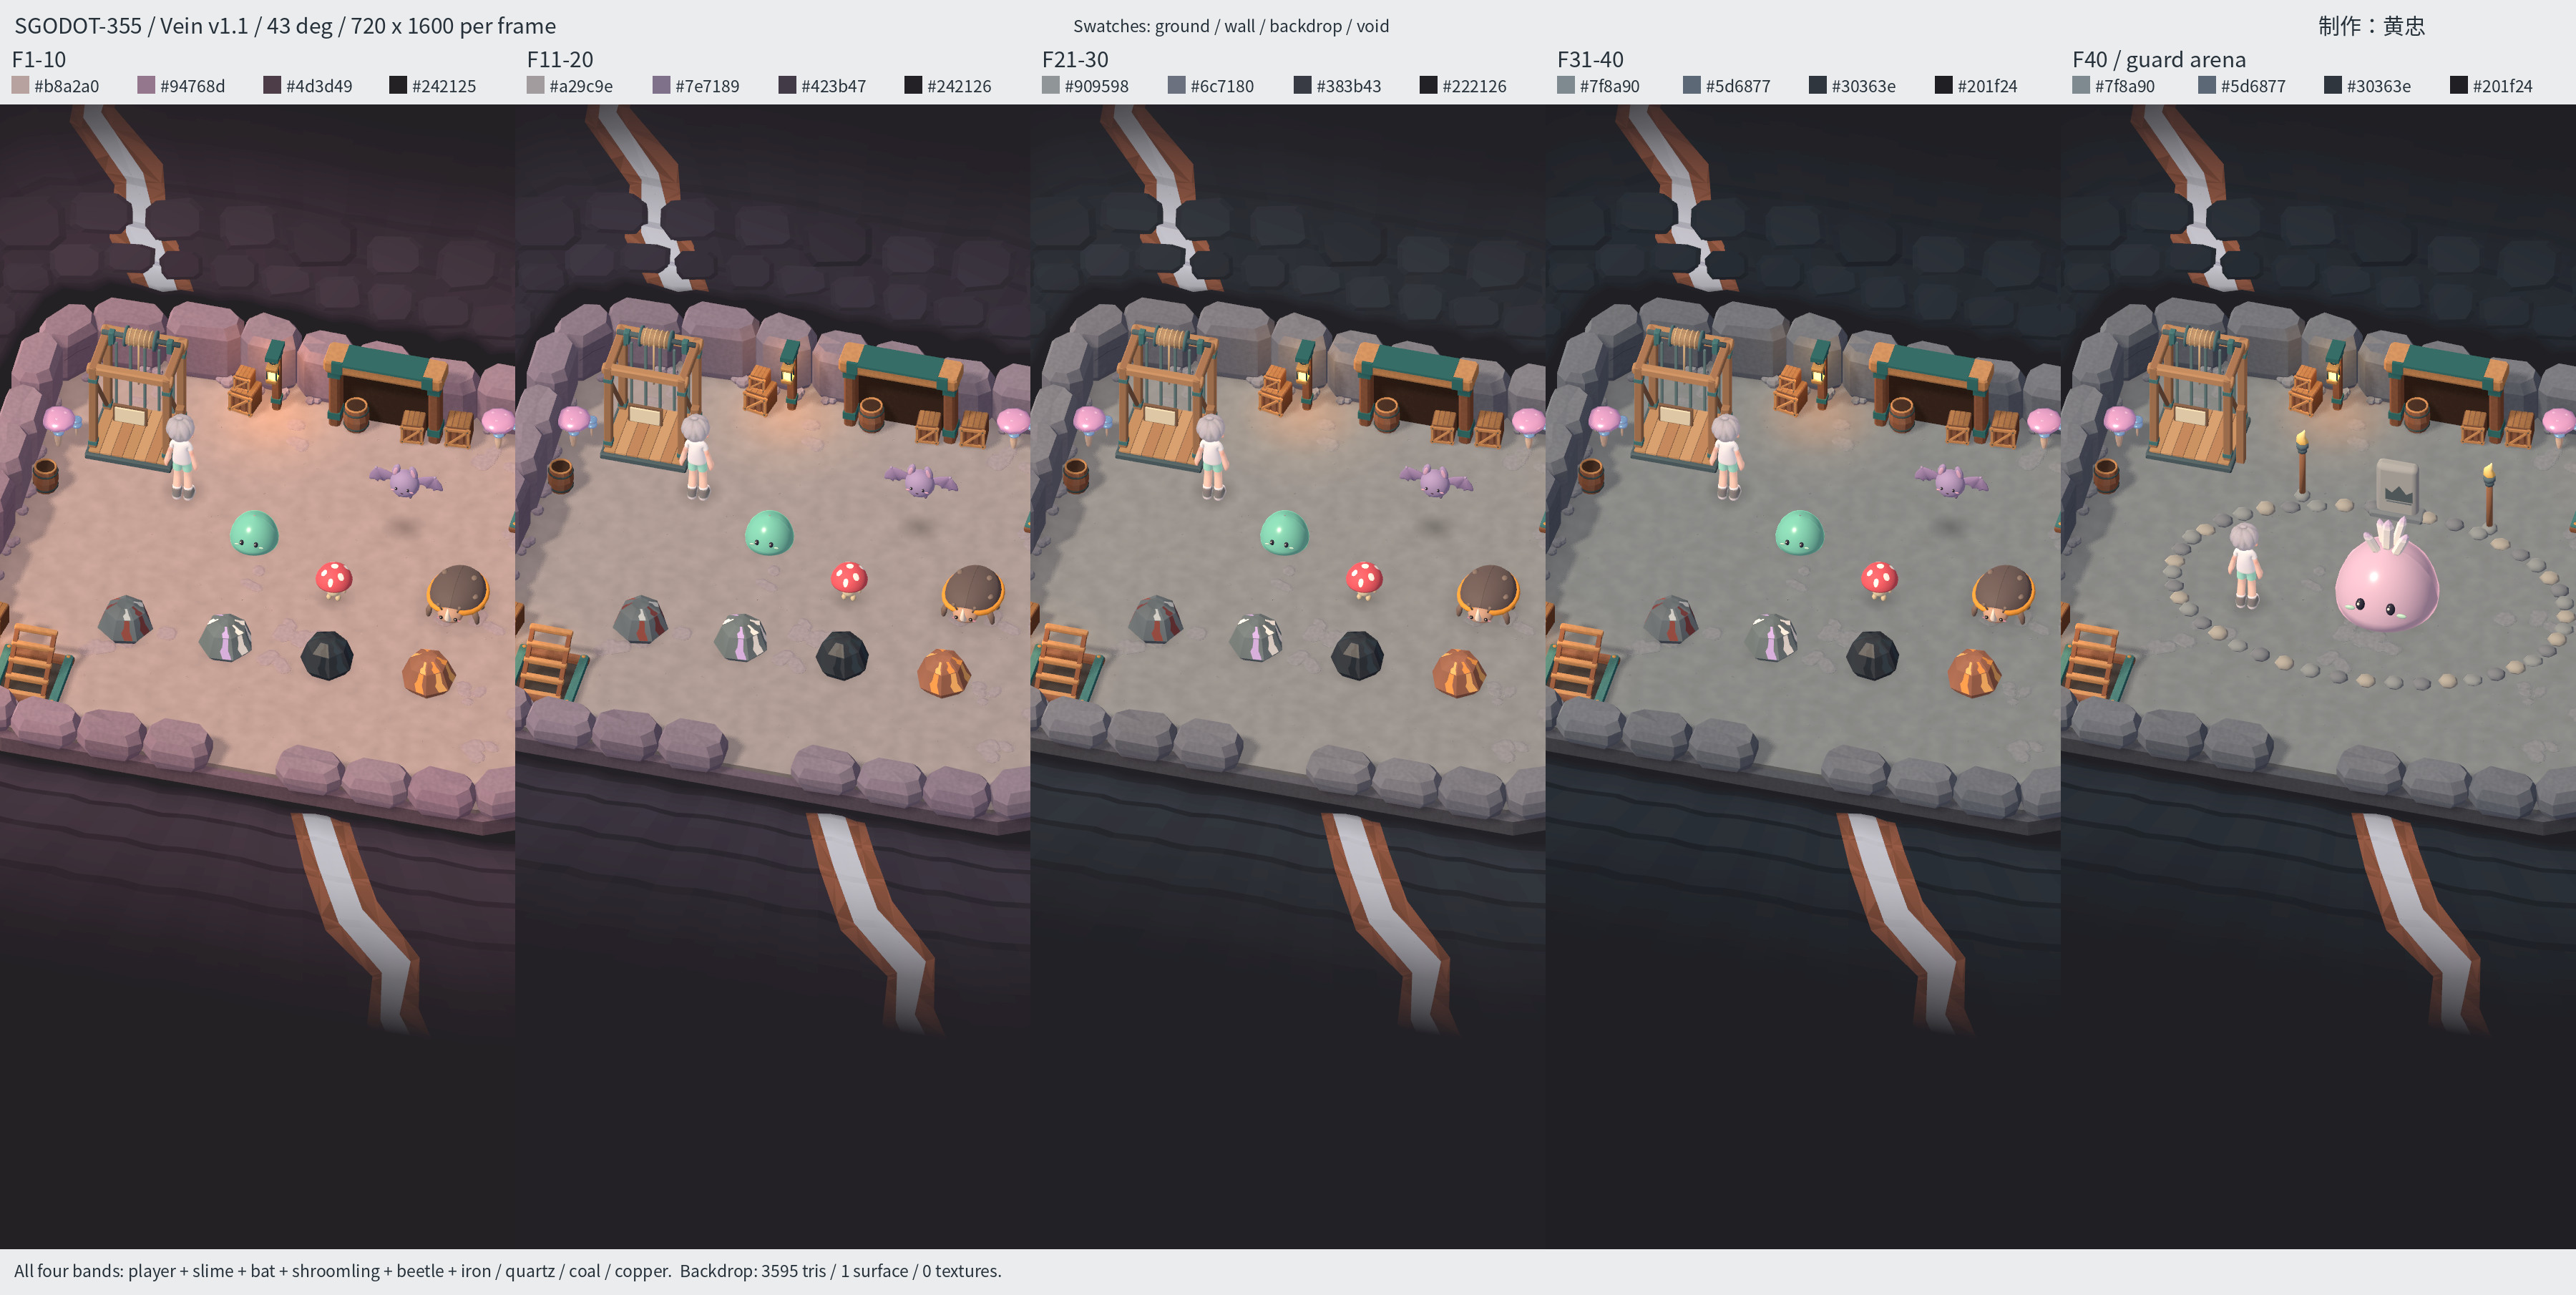 SGODOT-355 / Vein v1.1 / 43 deg / 720 x 1600 per frame
Swatches: ground / wall / backdrop / void
制作：黄忠
F1-10
F11-20
F21-30
F31-40
F40 / guard arena
#b8a2a0 #94768d #4d3d49 #242125
#a29c9e #7e7189 #423b47 #242126
#909598 #6c7180 #383b43 #222126
#7f8a90 #5d6877 #30363e #201f24
#7f8a90 #5d6877 #30363e #201f24
All four bands: player + slime + bat + shroomling + beetle + iron / quartz / coal / copper. Backdrop: 3595 tris / 1 surface / 0 textures.